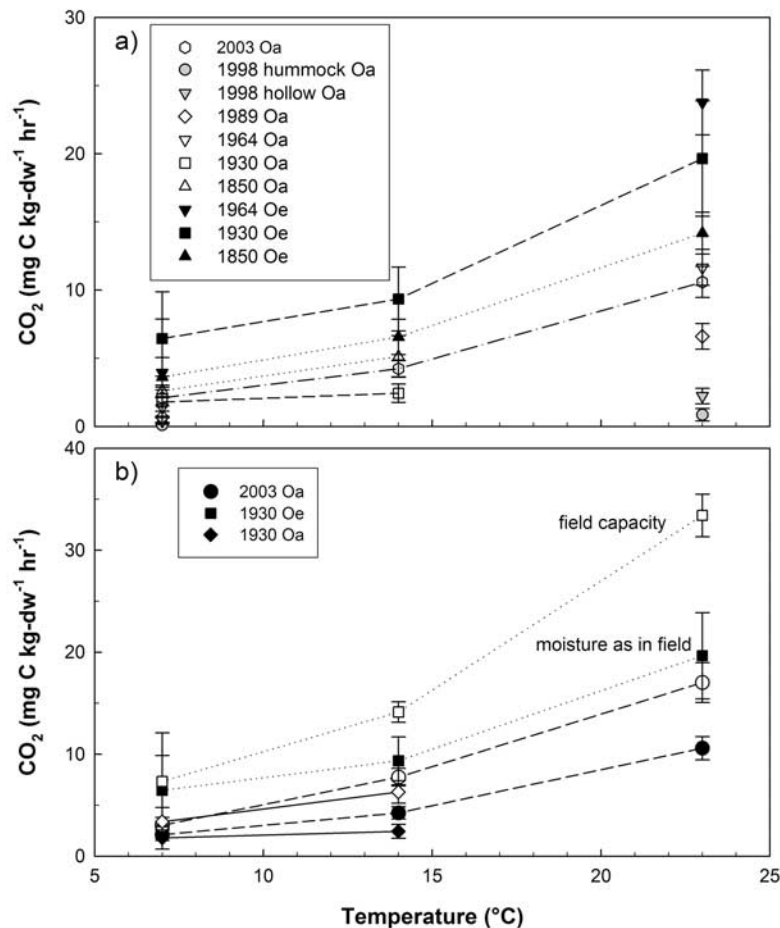 30
a)
2003 Oa
1998 hummock Oa
1998 hollow Oa
1989 Oa
1964 Oa
1930 Oa
1850 Oa
1964 Oe
1930 Oe
1850 Oe
20
10
0
CO₂ (mg C kg-dw⁻¹ hr⁻¹)
40
b)
2003 Oa
1930 Oe
1930 Oa
field capacity
30
moisture as in field
20
10
0
CO₂ (mg C kg-dw⁻¹ hr⁻¹)
5 10 15 20 25
Temperature (°C)